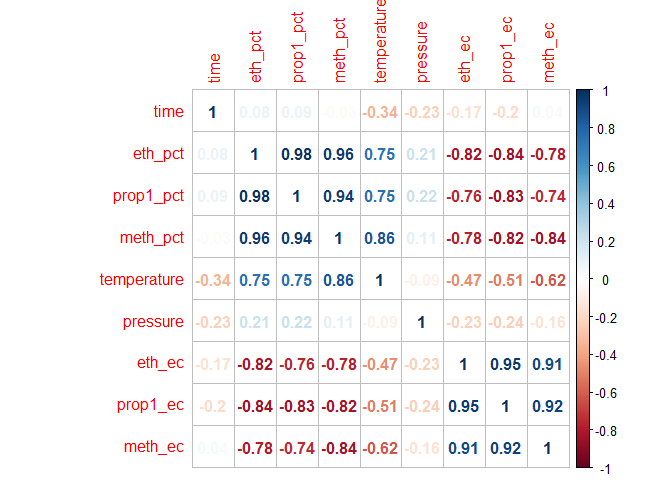 time eth_pct prop1_pct meth_pct temperature pressure eth_ec prop1_ec meth_ec
time 1 0.08 0.09 -0.03 -0.34 -0.23 -0.17 -0.2 0.04 1
eth_pct 0.08 1 0.98 0.96 0.75 0.21 -0.82 -0.84 -0.78 0.8
prop1_pct 0.09 0.98 1 0.94 0.75 0.22 -0.76 -0.83 -0.74 0.6
0.4
meth_pct -0.03 0.96 0.94 1 0.86 0.11 -0.78 -0.82 -0.84 0.2
temperature -0.34 0.75 0.75 0.86 1 -0.09 -0.47 -0.51 -0.62 0
pressure -0.23 0.21 0.22 0.11 -0.09 1 -0.23 -0.24 -0.16 -0.2
eth_ec -0.17 -0.82 -0.76 -0.78 -0.47 -0.23 1 0.95 0.91 -0.4
prop1_ec -0.2 -0.84 -0.83 -0.82 -0.51 -0.24 0.95 1 0.92 -0.6
meth_ec 0.04 -0.78 -0.74 -0.84 -0.62 -0.16 0.91 0.92 1 -0.8
-1